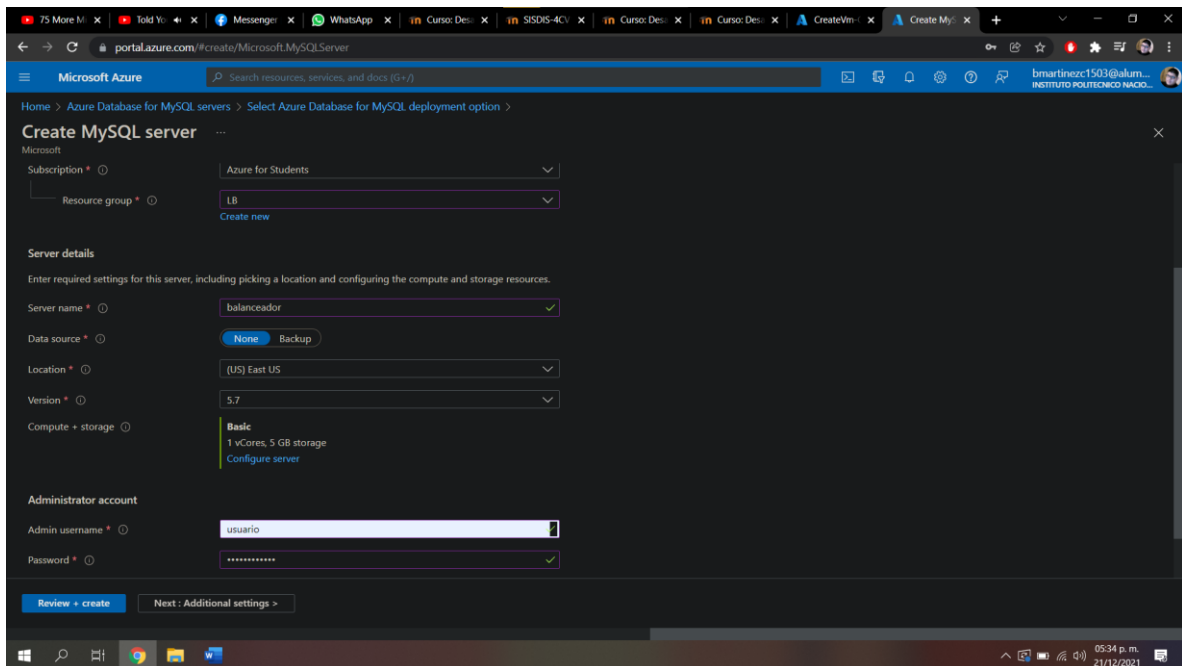 75 More Mi
Told Yo
Messenger
WhatsApp
Curso: Desa
SISDIS-4CV
Curso: Desa
Curso: Desa
CreateVm-(
Create MyS
portal.azure.com/#create/Microsoft.MySQLServer
Microsoft Azure
Search resources, services, and docs (G+/)
bmartinezc1503@alum...
INSTITUTO POLITECNICO NACIO...
Home > Azure Database for MySQL servers > Select Azure Database for MySQL deployment option >
Create MySQL server ...
Microsoft
Subscription * Azure for Students
Resource group * LB
Create new
Server details
Enter required settings for this server, including picking a location and configuring the compute and storage resources.
Server name * balanceador
Data source * None Backup
Location * (US) East US
Version * 5.7
Compute + storage Basic
1 vCores, 5 GB storage
Configure server
Administrator account
Admin username * usuario
Password * ............
Review + create Next : Additional settings >
05:34 p. m.
21/12/2021